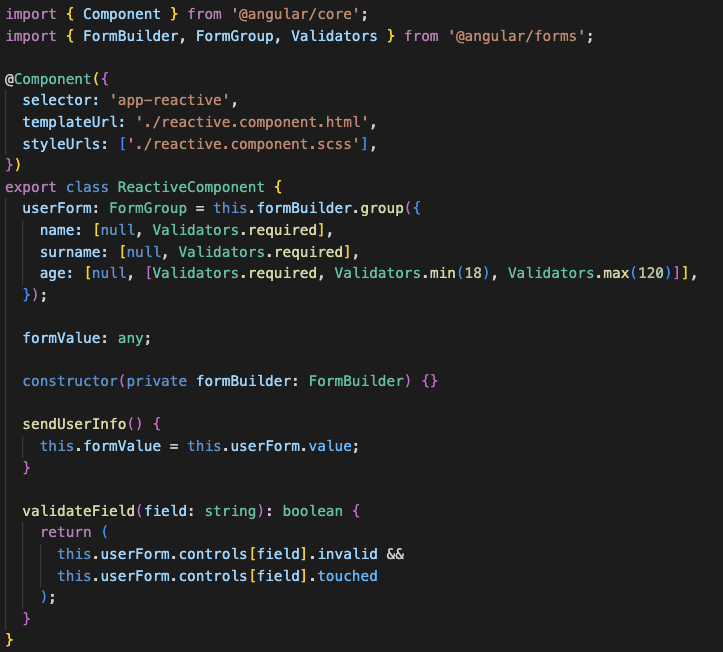 import { Component } from '@angular/core';
import { FormBuilder, FormGroup, Validators } from '@angular/forms';

@Component({
  selector: 'app-reactive',
  templateUrl: './reactive.component.html',
  styleUrls: ['./reactive.component.scss'],
})
export class ReactiveComponent {
  userForm: FormGroup = this.formBuilder.group({
    name: [null, Validators.required],
    surname: [null, Validators.required],
    age: [null, [Validators.required, Validators.min(18), Validators.max(120)]],
  });

  formValue: any;

  constructor(private formBuilder: FormBuilder) {}

  sendUserInfo() {
    this.formValue = this.userForm.value;
  }

  validateField(field: string): boolean {
    return (
      this.userForm.controls[field].invalid &&
      this.userForm.controls[field].touched
    );
  }
}